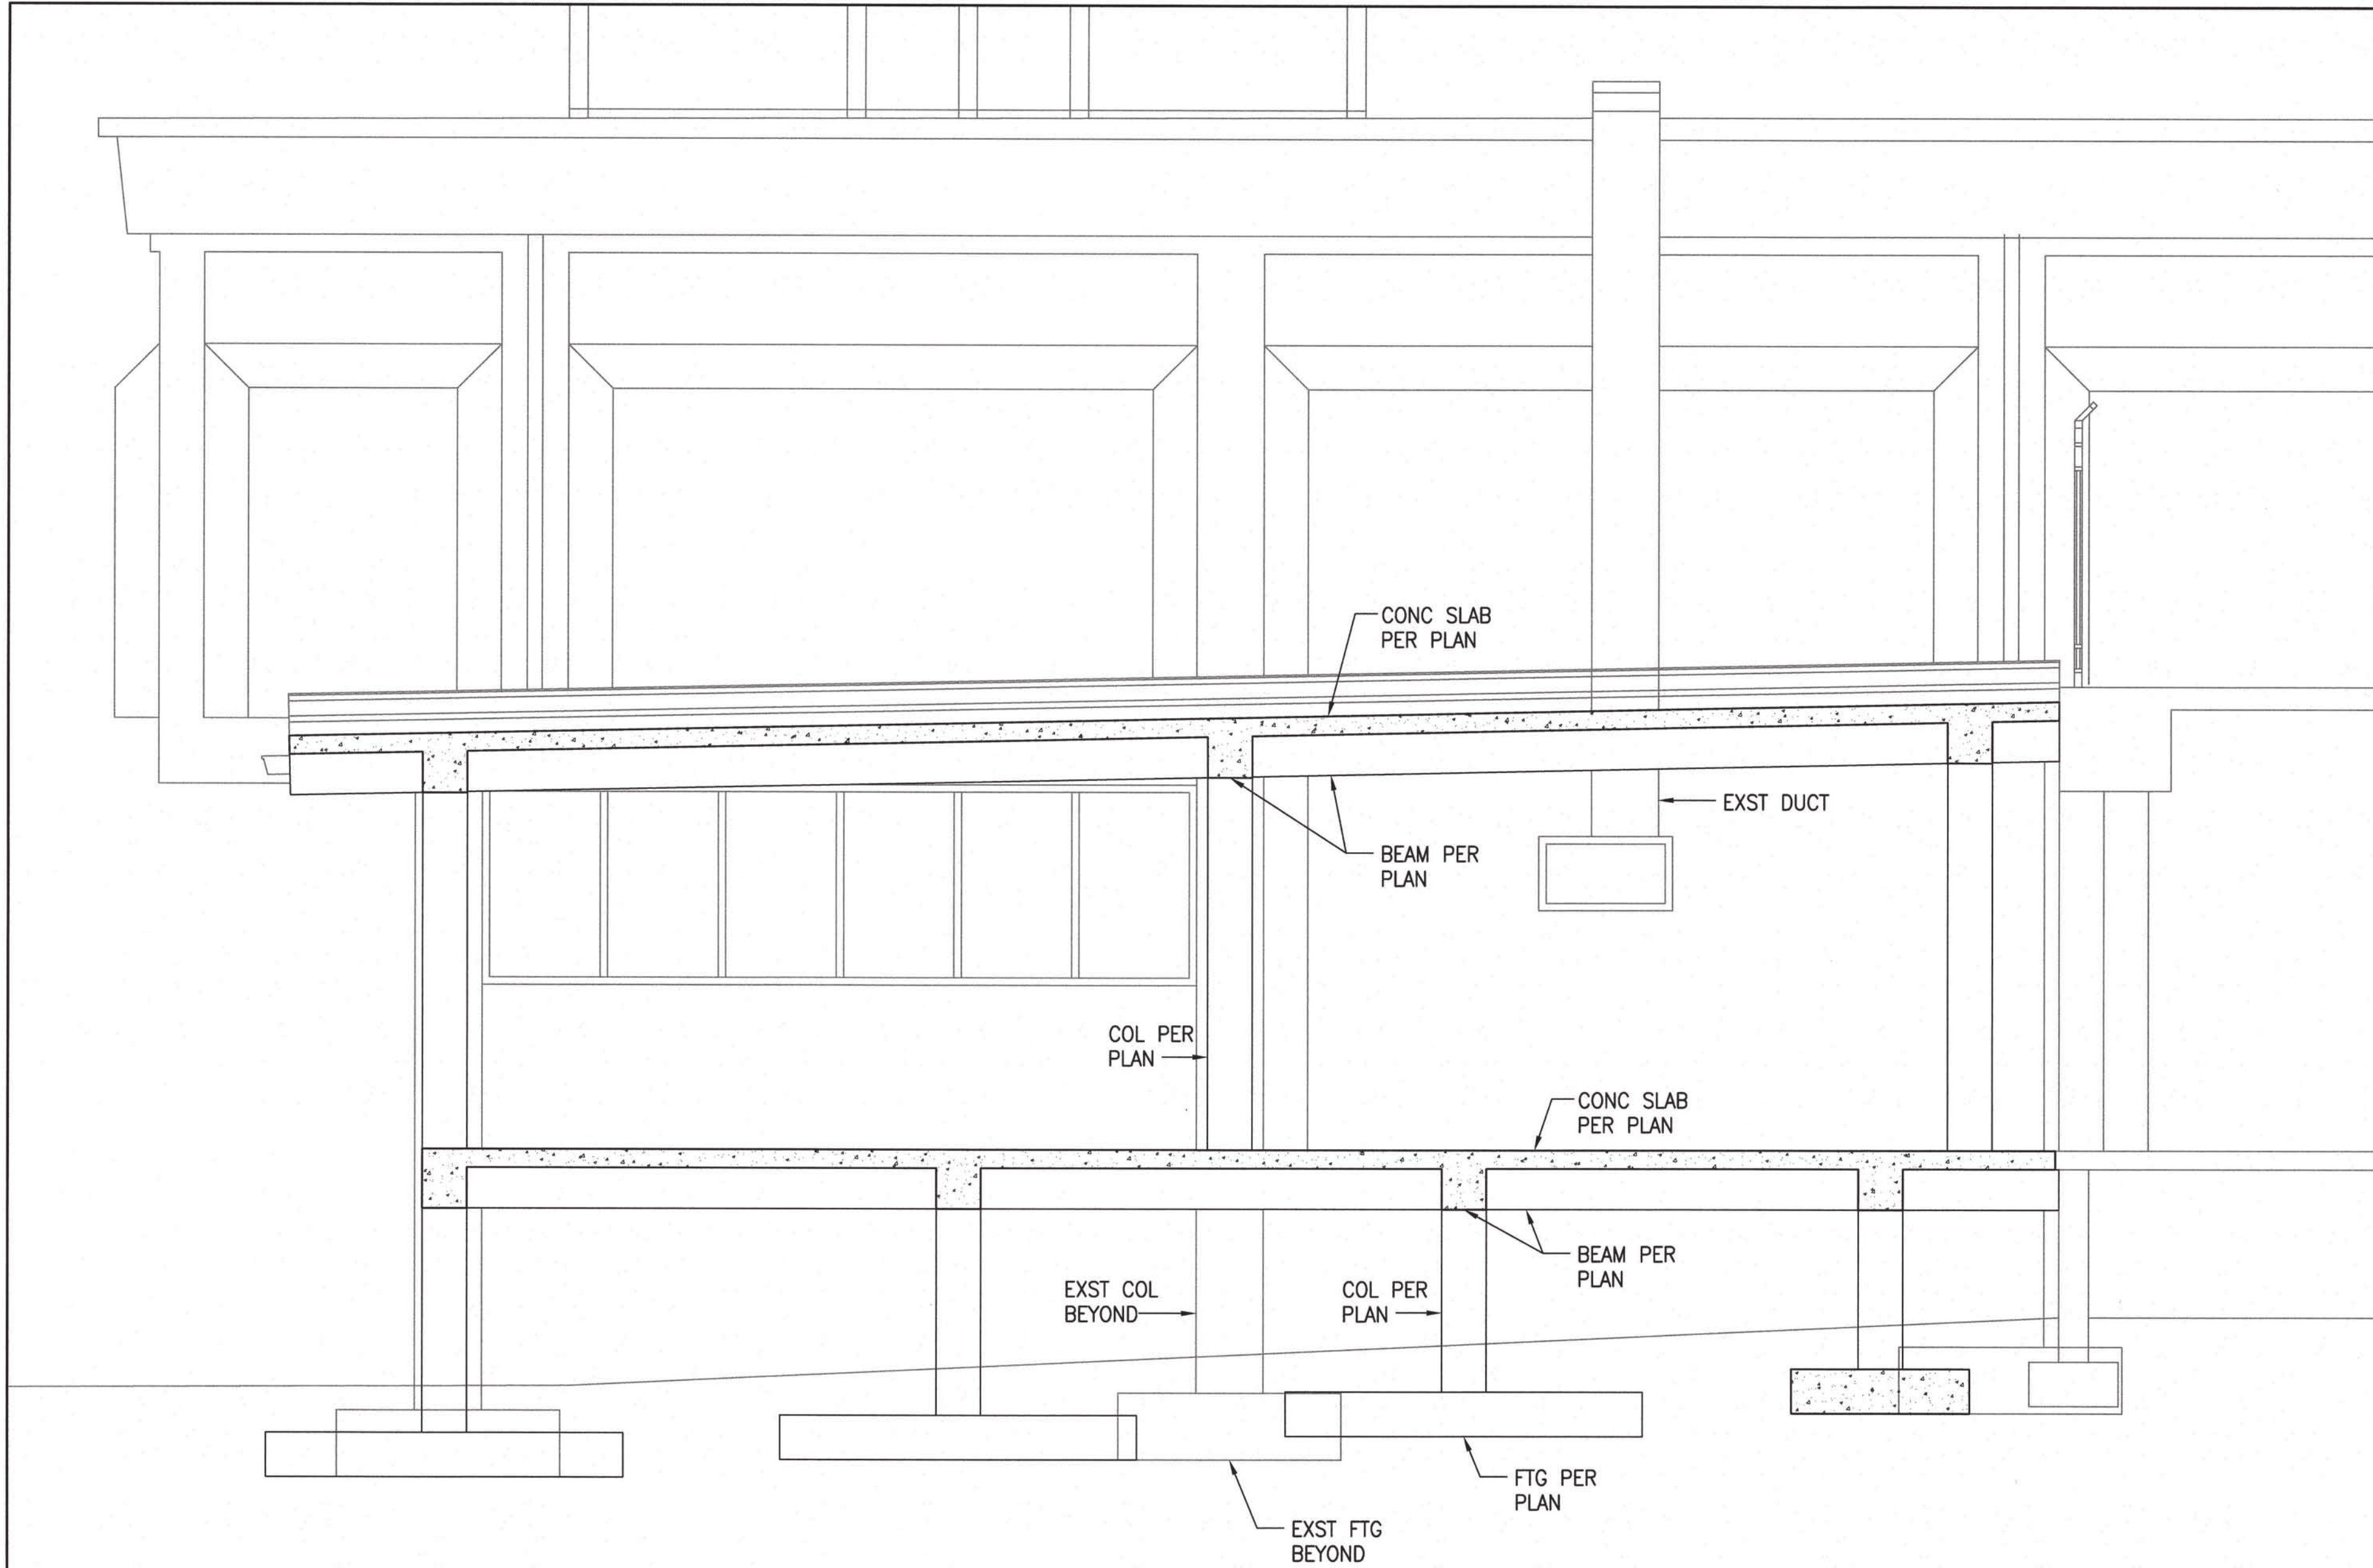 CONC SLAB
PER PLAN
EXST DUCT
BEAM PER
PLAN
COL PER
PLAN
CONC SLAB
PER PLAN
BEAM PER
PLAN
EXST COL
BEYOND
COL PER
PLAN
FTG PER
PLAN
EXST FTG
BEYOND